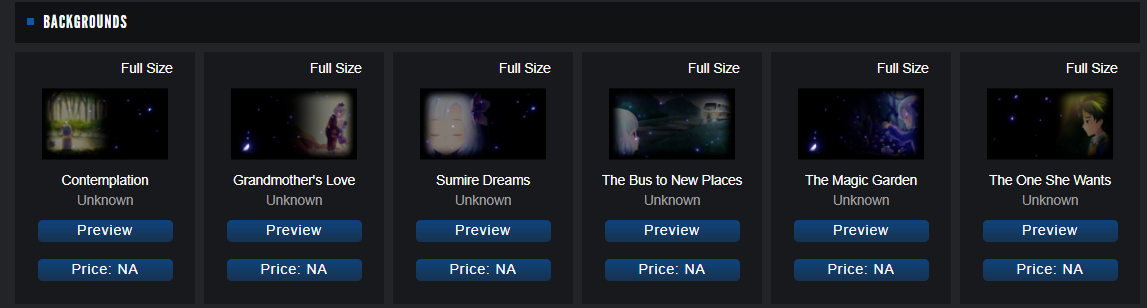 BACKGROUNDS
Full Size Full Size Full Size Full Size Full Size Full Size
Contemplation Grandmother's Love Sumire Dreams The Bus to New Places The Magic Garden The One She Wants
Unknown Unknown Unknown Unknown Unknown Unknown
Preview Preview Preview Preview Preview Preview
Price: NA Price: NA Price: NA Price: NA Price: NA Price: NA